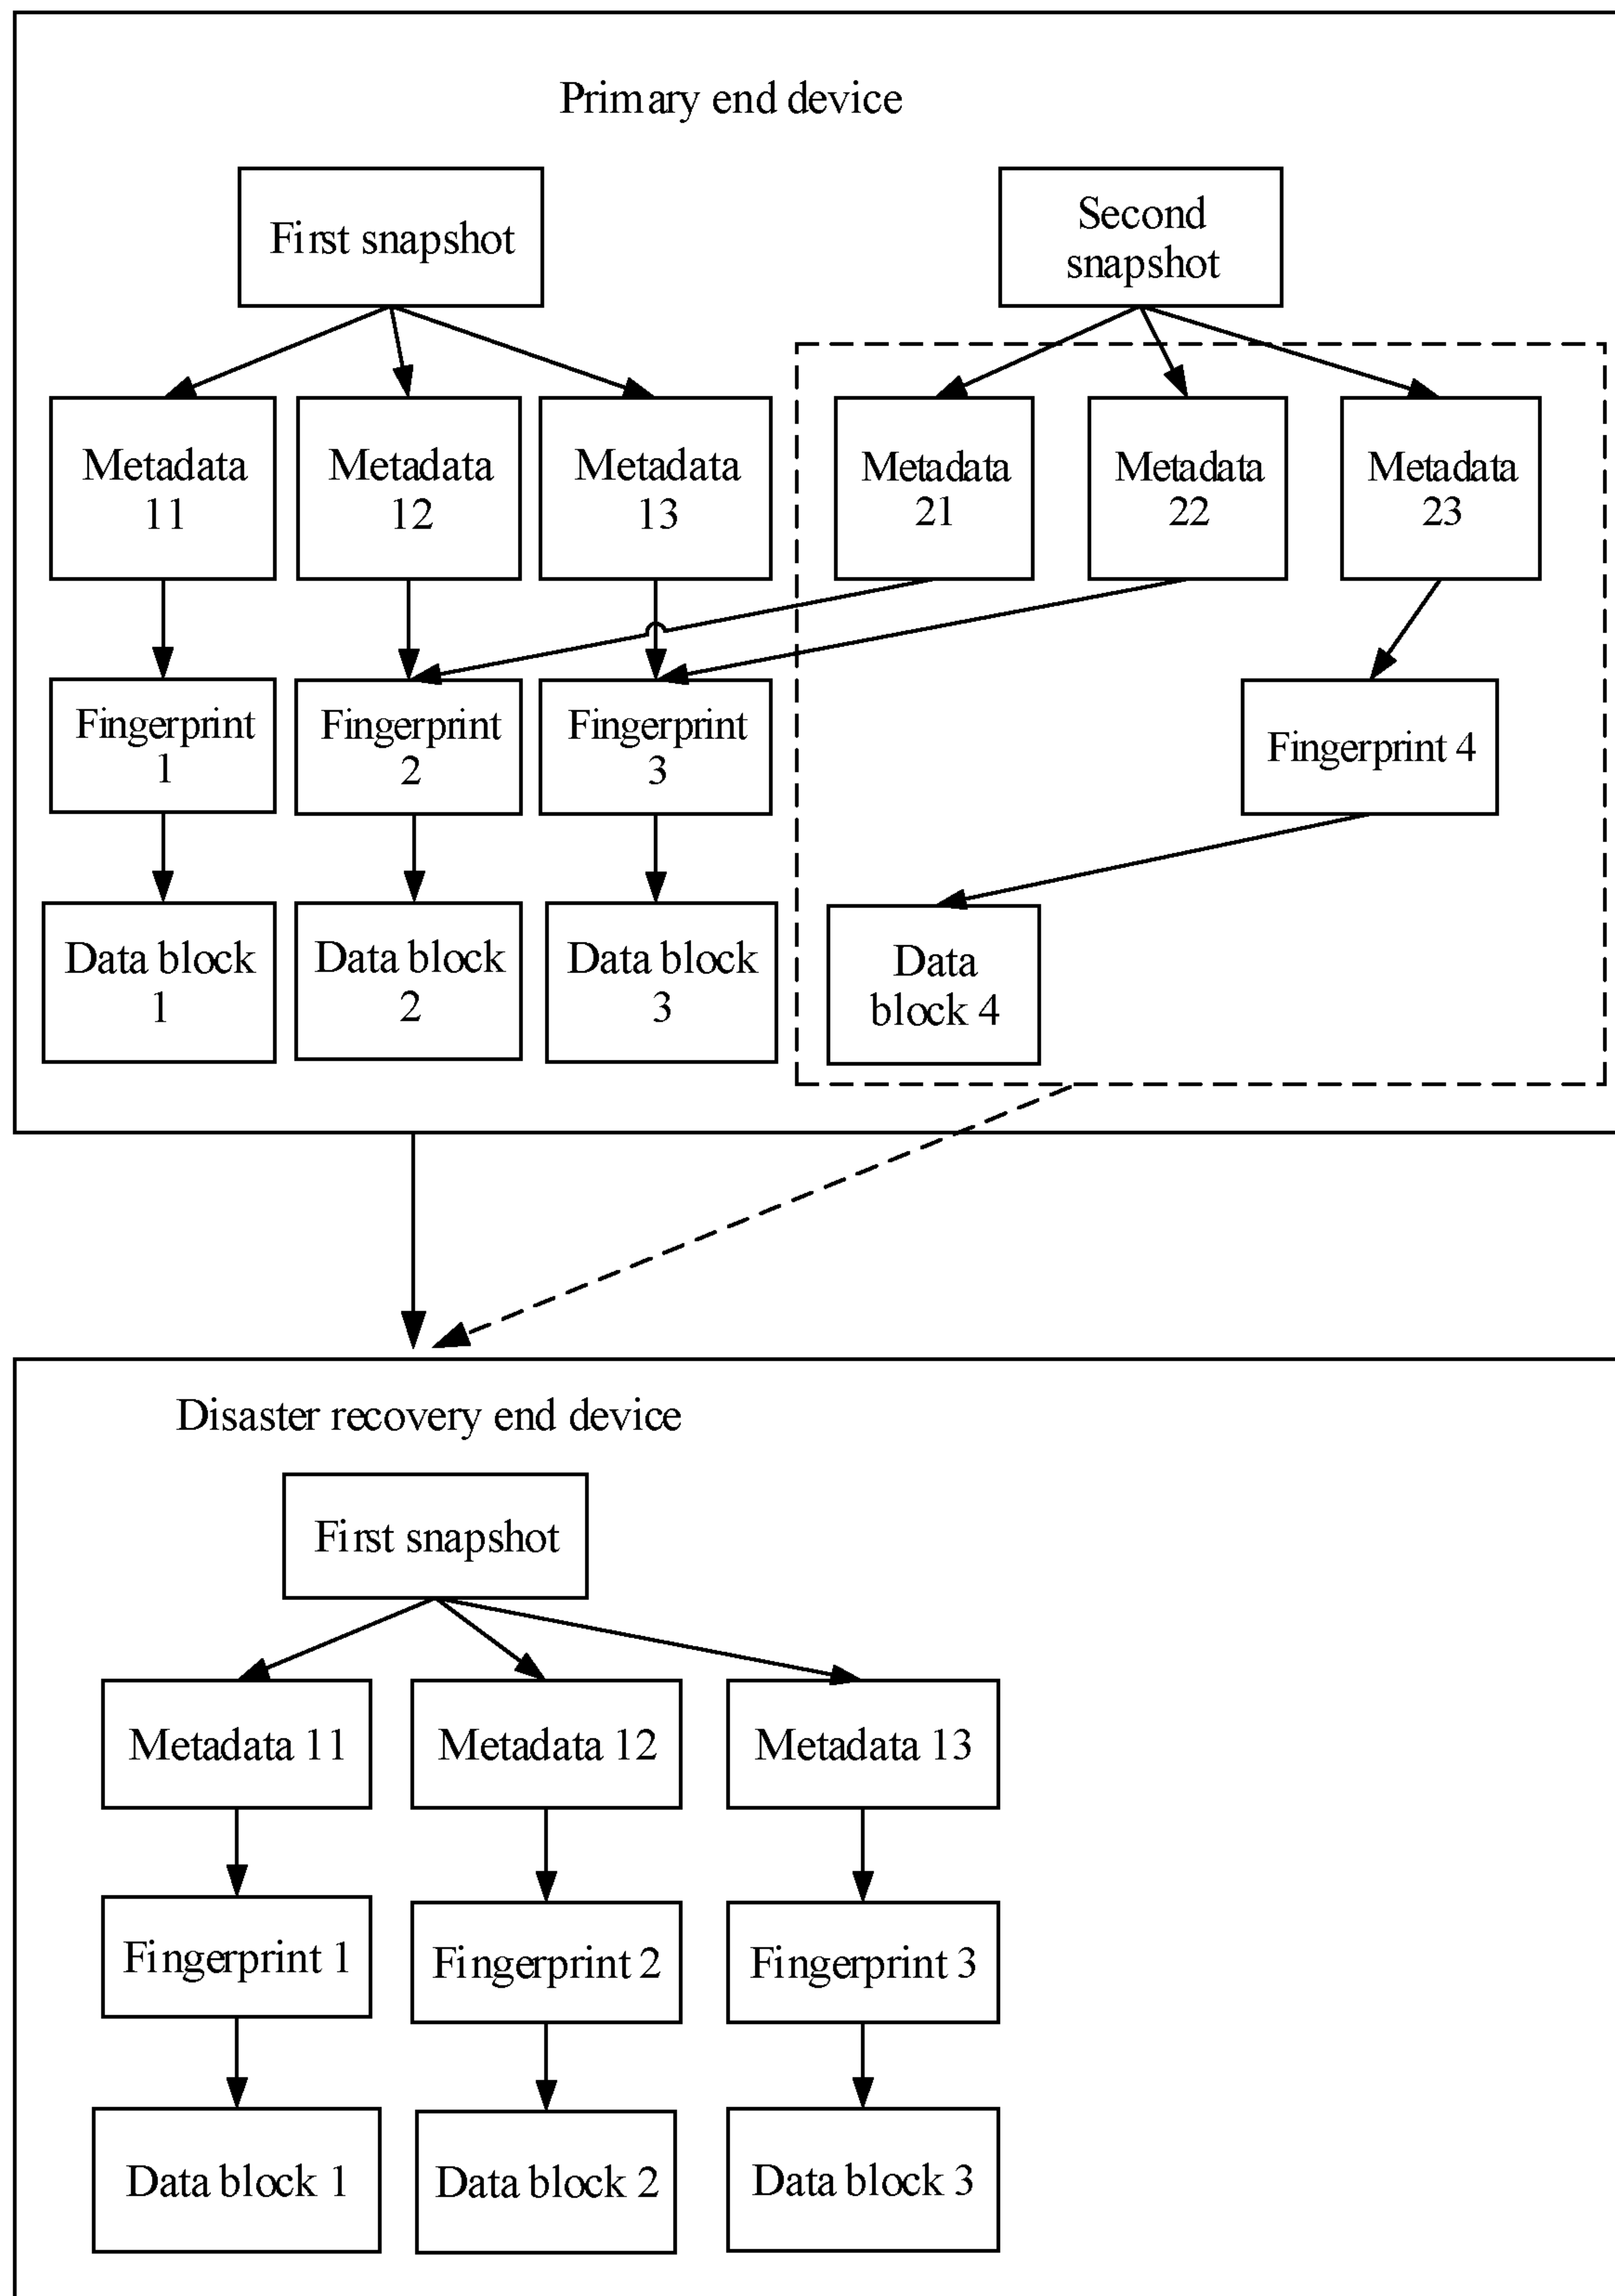 Primary end device
First snapshot
Second
snapshot
Metadata
11
Metadata
12
Metadata
13
Metadata
21
Metadata
22
Metadata
23
Fingerprint
1
Fingerprint
2
Fingerprint
3
Fingerprint 4
Data block
1
Data block
2
Data block
3
Data
block 4
Disaster recovery end device
First snapshot
Metadata 11
Metadata 12
Metadata 13
Fingerprint 1
Fingerprint 2
Fingerprint 3
Data block 1
Data block 2
Data block 3